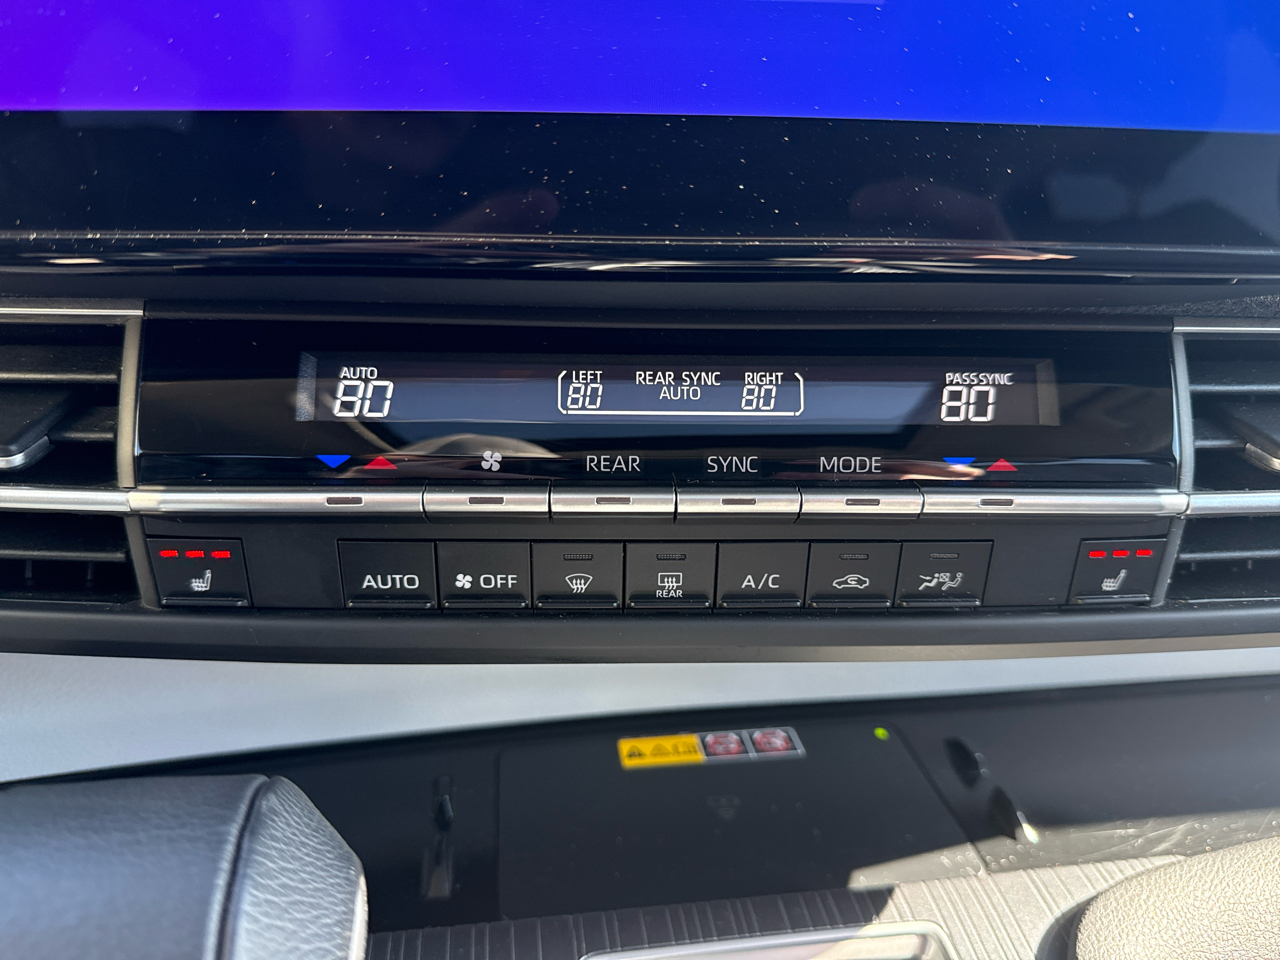 AUTO
80
LEFT REAR SYNC RIGHT
80 AUTO 80
PASS SYNC
80
REAR SYNC MODE
AUTO OFF REAR A/C